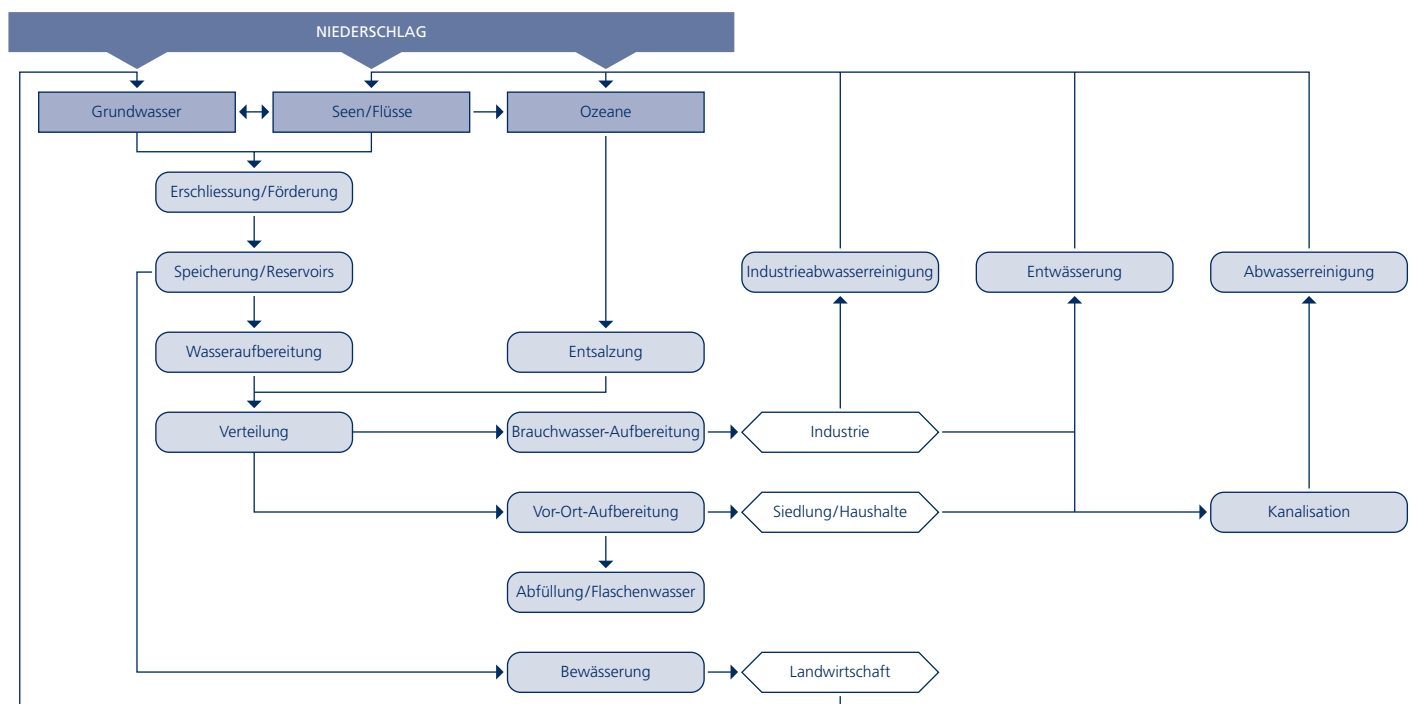 NIEDERSCHLAG
Grundwasser
Seen/Flüsse
Ozeane
Erschliessung/Förderung
Speicherung/Reservoirs
Industrieabwasserreinigung
Entwässerung
Abwasserreinigung
Wasseraufbereitung
Entsalzung
Verteilung
Brauchwasser-Aufbereitung
Industrie
Vor-Ort-Aufbereitung
Siedlung/Haushalte
Kanalisation
Abfüllung/Flaschenwasser
Bewässerung
Landwirtschaft